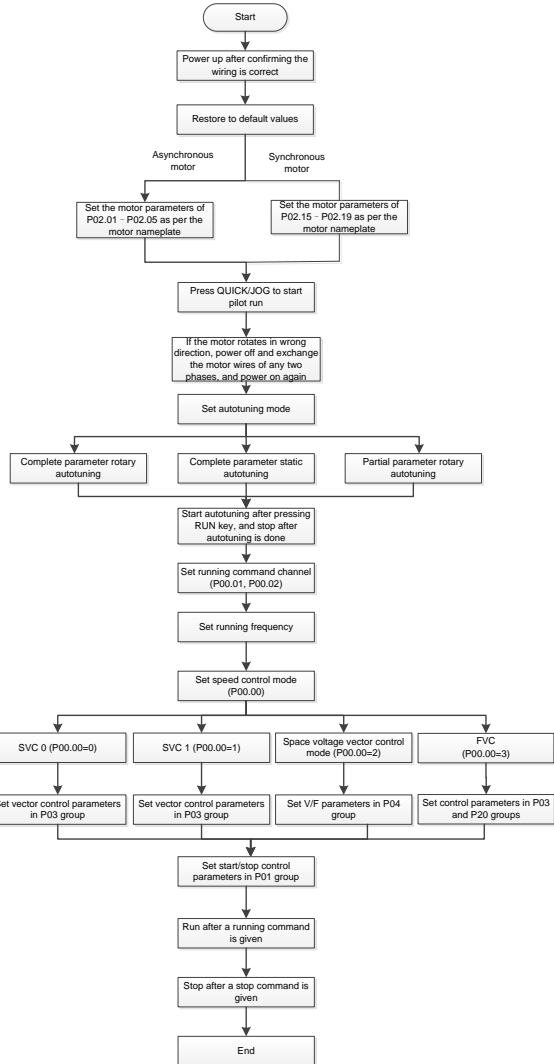 Start
Power up after confirming the
wiring is correct
Restore to default values
Asynchronous
motor
Synchronous
motor
Set the motor parameters of
P02.01–P02.05 as per the
motor nameplate
Set the motor parameters of
P02.15–P02.19 as per the
motor nameplate
Press QUICK/JOG to start
pilot run
If the motor rotates in wrong
direction, power off and exchange
the motor wires of any two
phases, and power on again
Set autotuning mode
Complete parameter rotary
autotuning
Complete parameter static
autotuning
Partial parameter rotary
autotuning
Start autotuning after pressing
RUN key, and stop after
autotuning is done
Set running command channel
(P00.01, P00.02)
Set running frequency
Set speed control mode
(P00.00)
SVC 0 (P00.00=0)
SVC 1 (P00.00=1)
Space voltage vector control
mode (P00.00=2)
FVC
(P00.00=3)
Set vector control parameters
in P03 group
Set vector control parameters
in P03 group
Set V/F parameters in P04
group
Set control parameters in P03
and P20 groups
Set start/stop control
parameters in P01 group
Run after a running command
is given
Stop after a stop command is
given
End